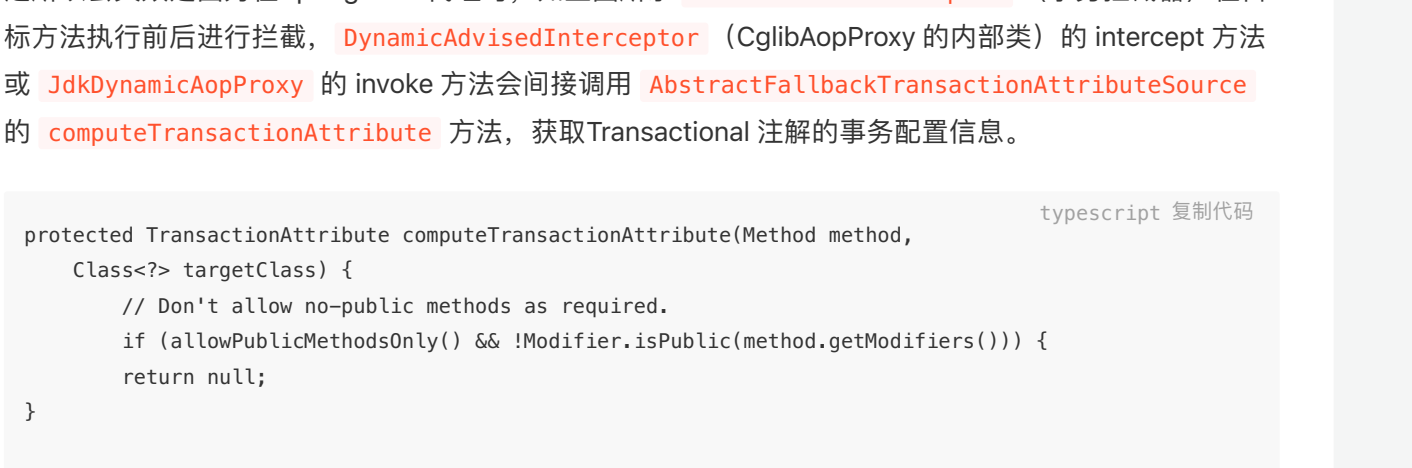 标方法执行前后进行拦截， DynamicAdvisedInterceptor （CglibAopProxy 的内部类）的 intercept 方法
或 JdkDynamicAopProxy 的 invoke 方法会间接调用 AbstractFallbackTransactionAttributeSource
的 computeTransactionAttribute 方法，获取Transactional 注解的事务配置信息。
typescript 复制代码
protected TransactionAttribute computeTransactionAttribute(Method method,
    Class<?> targetClass) {
        // Don't allow no-public methods as required.
        if (allowPublicMethodsOnly() && !Modifier.isPublic(method.getModifiers())) {
        return null;
}